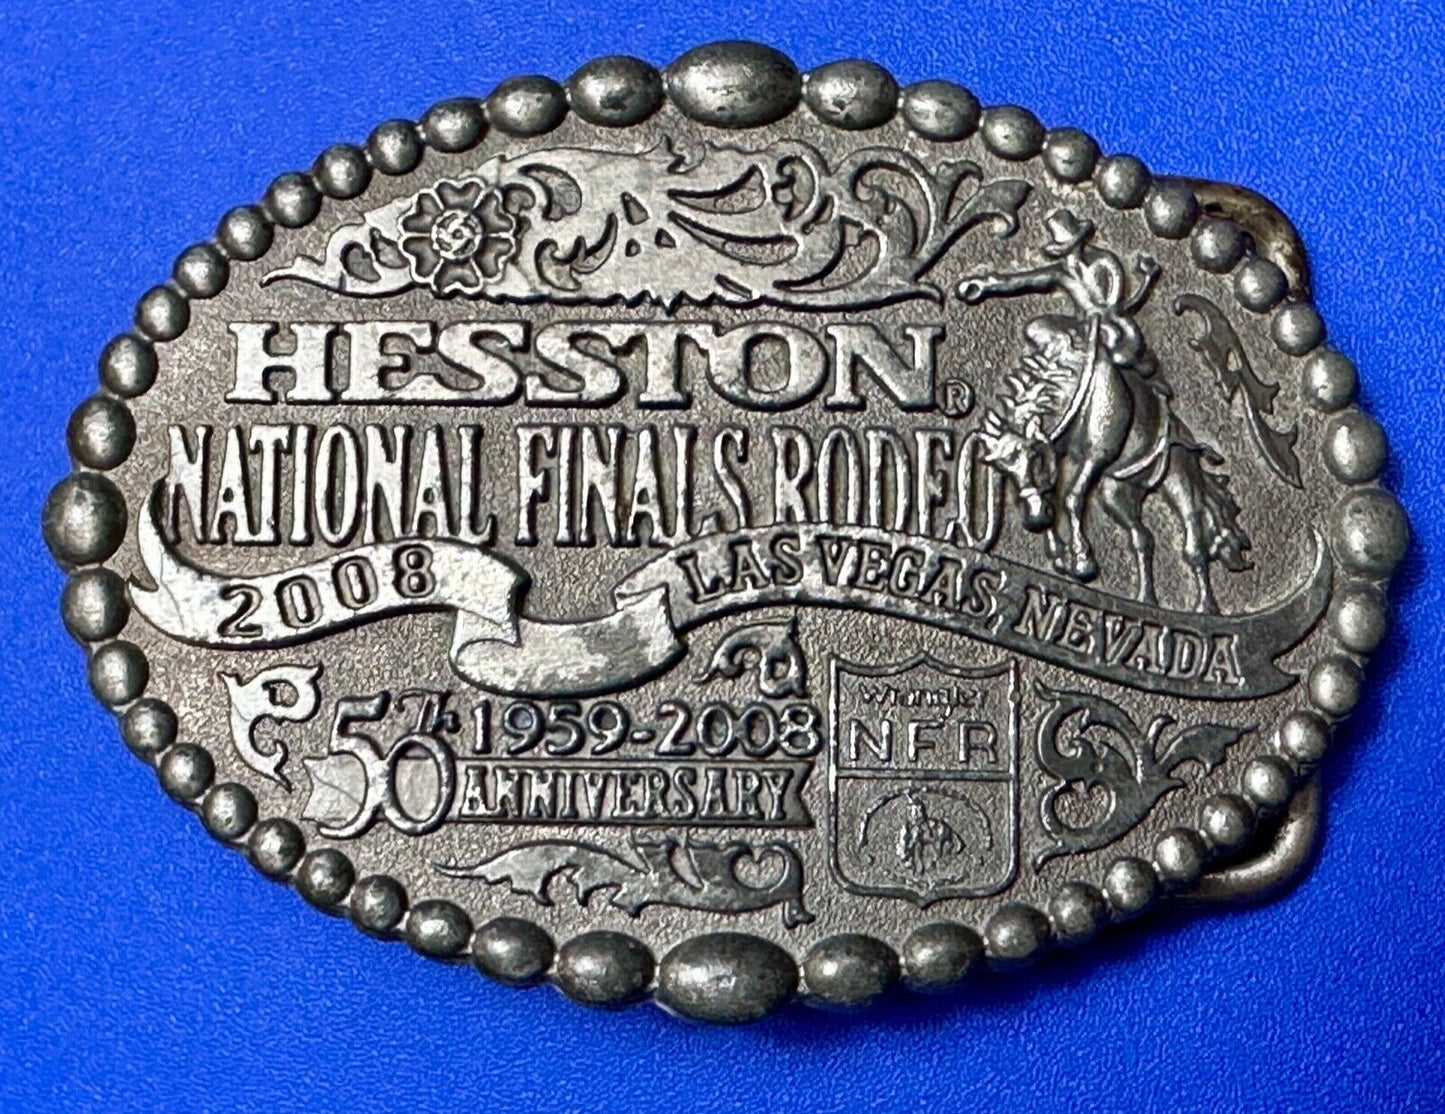 HESSTON®
NATIONAL FINALS RODEO
2008
LAS VEGAS, NEVADA
50th 1959-2008
ANNIVERSARY
Wrangler
NFR